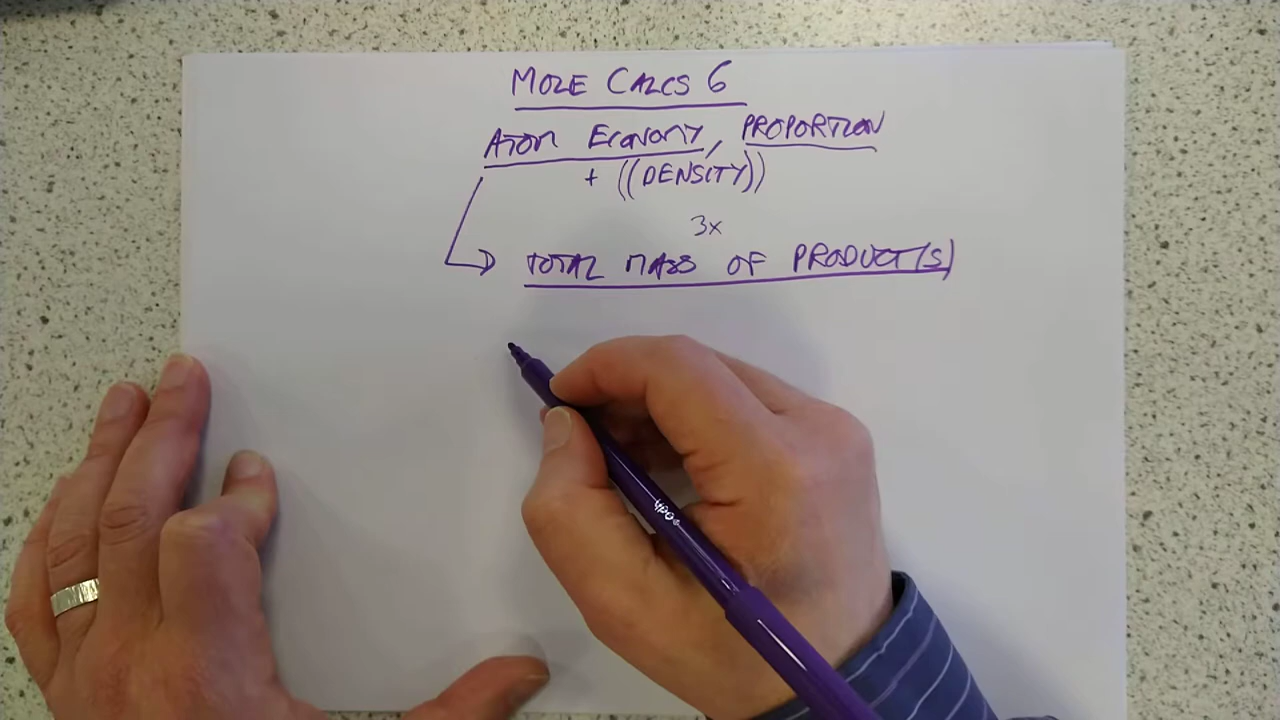 MOLE CALCS 6
ATOM ECONOMY, PROPORTION
+ ((DENSITY))
3x
TOTAL MASS OF PRODUCT(S)